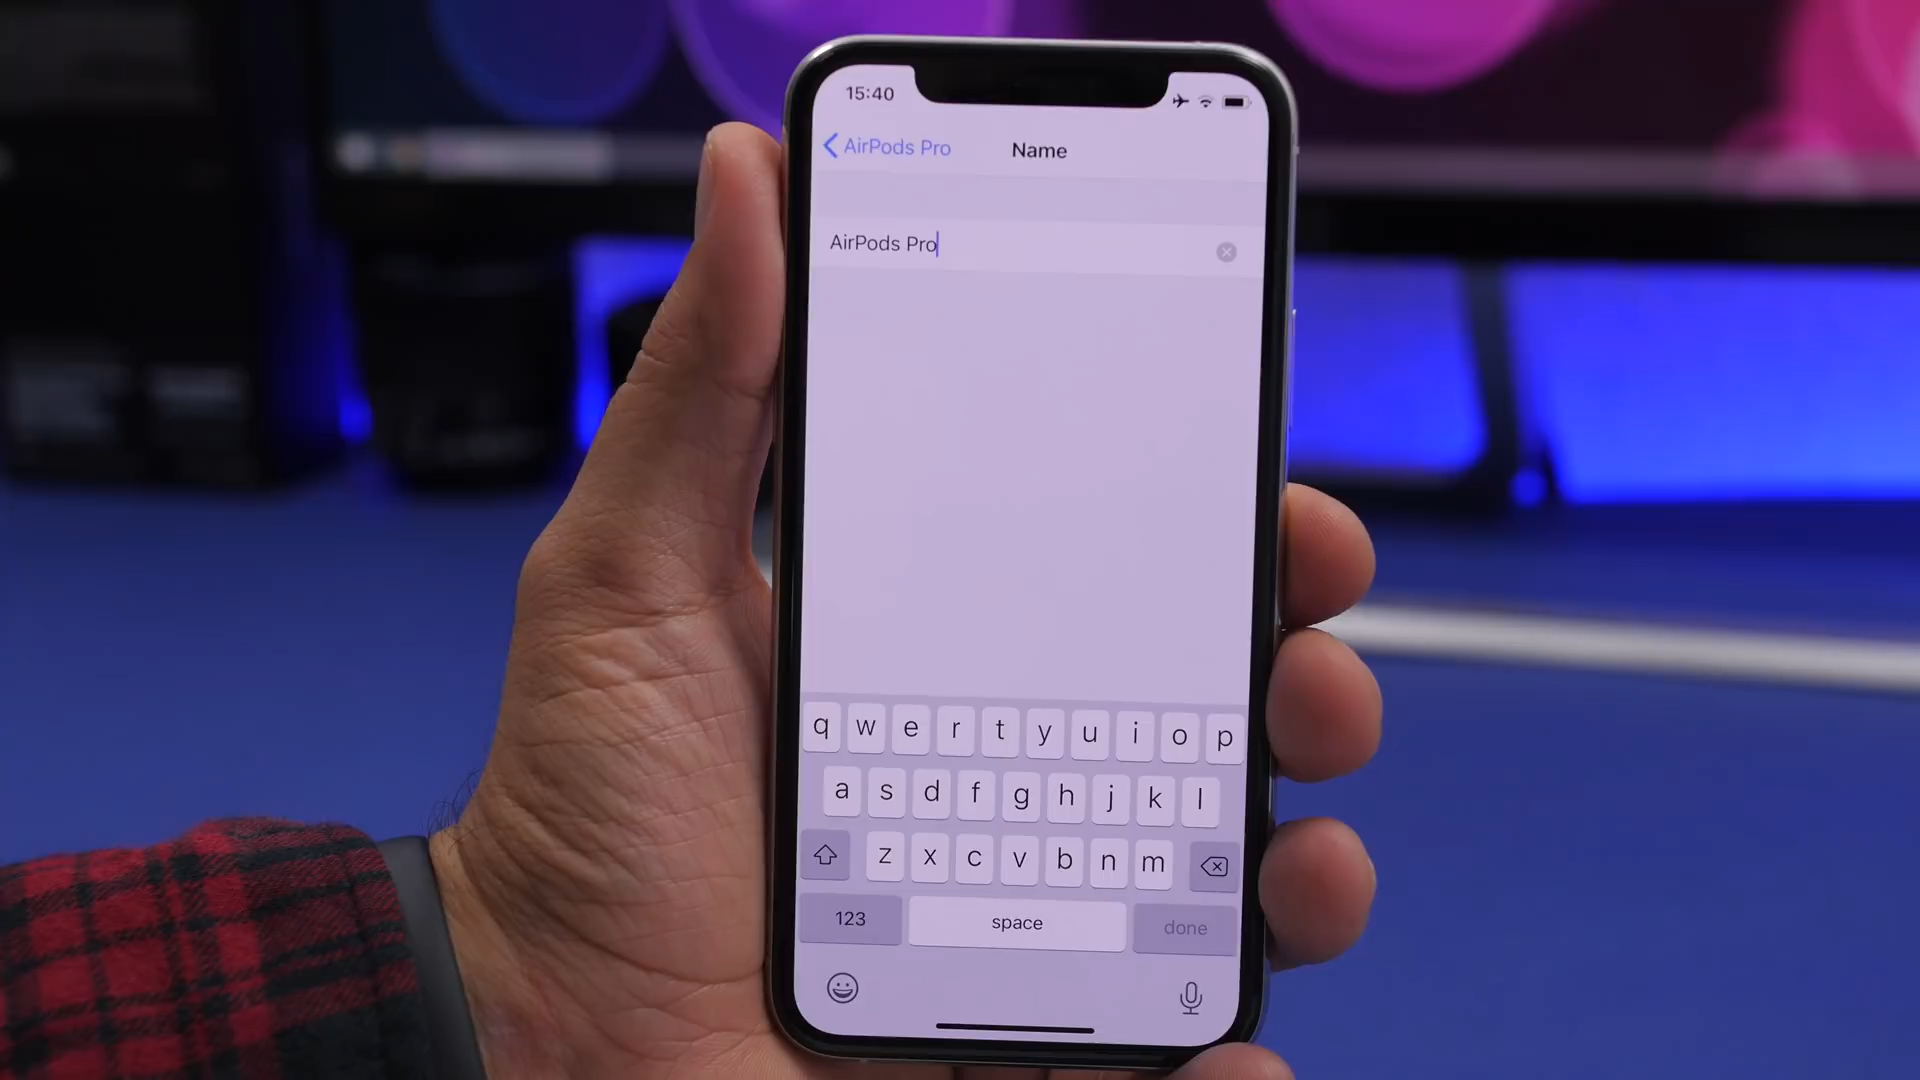 15:40
AirPods Pro
Name
AirPods Pro
q w e r t y u i o p
a s d f g h j k l
z x c v b n m
123
space
done